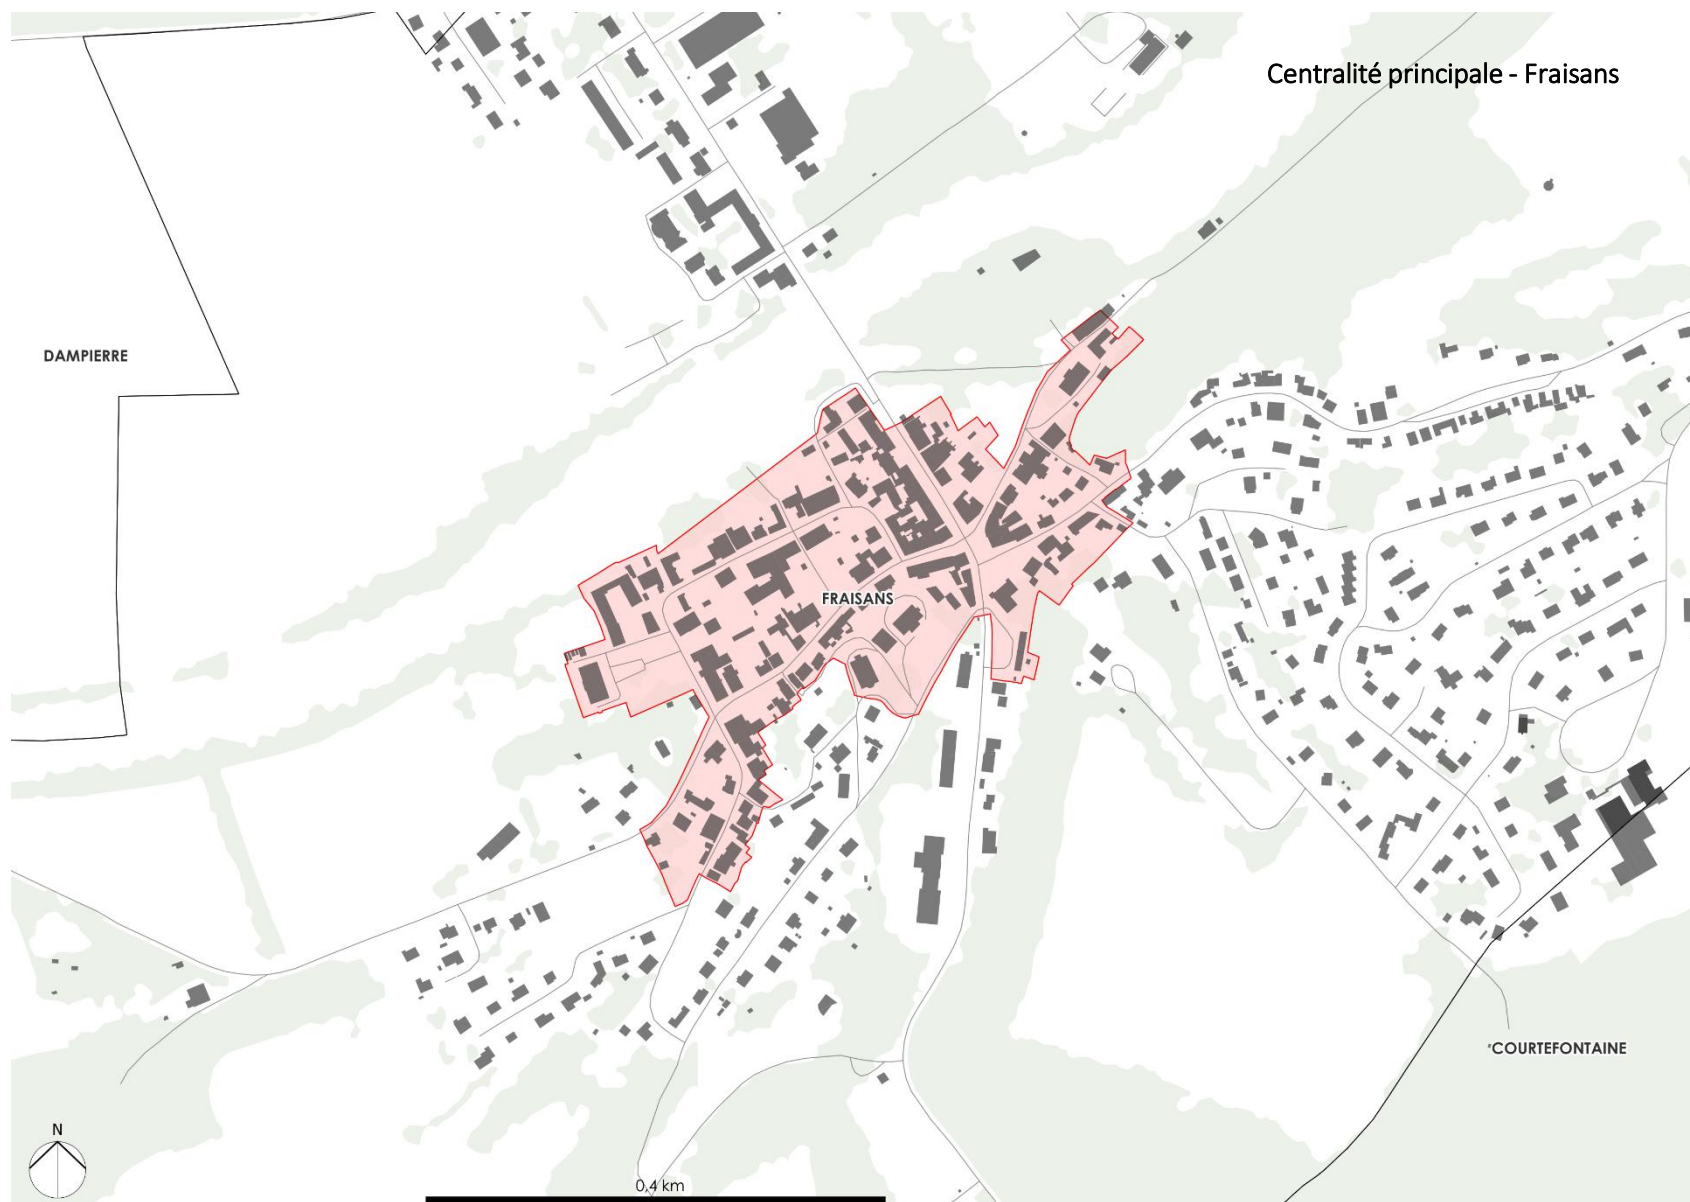 Centralité principale - Fraisans
DAMPIERRE
FRAISANS
COURTEFONTAINE
N
0,4 km